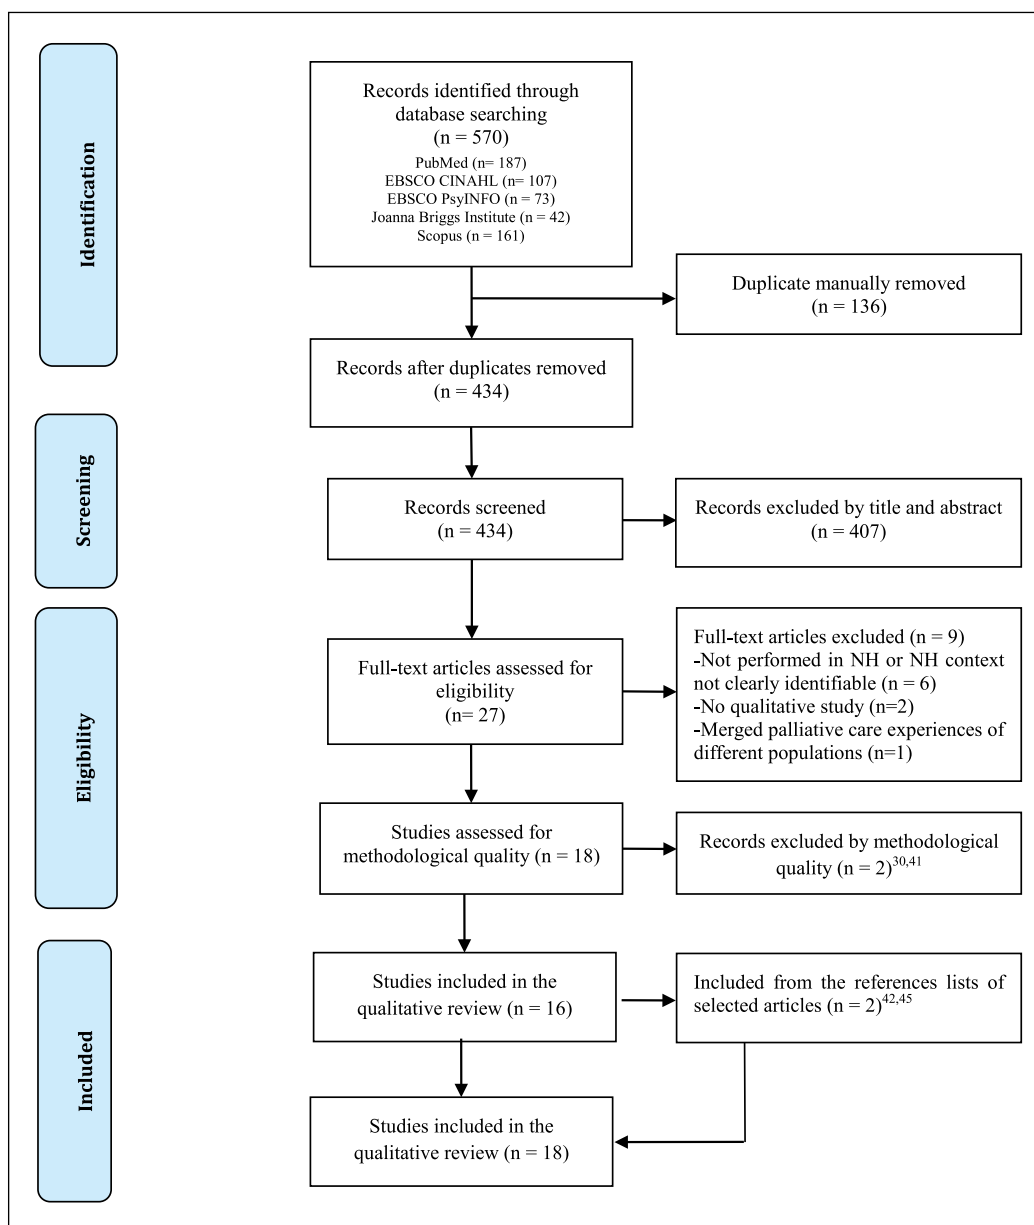 Identification
Records identified through
database searching
(n = 570)
PubMed (n= 187)
EBSCO CINAHL (n= 107)
EBSCO PsyINFO (n = 73)
Joanna Briggs Institute (n = 42)
Scopus (n = 161)
Duplicate manually removed
(n = 136)
Records after duplicates removed
(n = 434)
Screening
Records screened
(n = 434)
Records excluded by title and abstract
(n = 407)
Eligibility
Full-text articles assessed for
eligibility
(n= 27)
Full-text articles excluded (n = 9)
-Not performed in NH or NH context
not clearly identifiable (n = 6)
-No qualitative study (n=2)
-Merged palliative care experiences of
different populations (n=1)
Studies assessed for
methodological quality (n = 18)
Records excluded by methodological
quality (n = 2)30,41
Included
Studies included in the
qualitative review (n = 16)
Included from the references lists of
selected articles (n = 2)42,45
Studies included in the
qualitative review (n = 18)